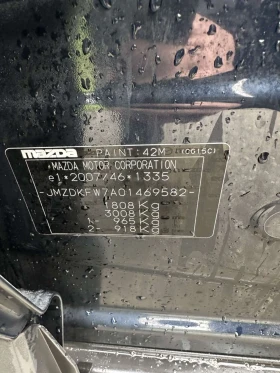 mazda PAINT: 42M (CG15C)
MAZDA MOTOR CORPORATION
e1*2007/46*1335
-JMZDKFW7A01469582-
1808 Kg
3008 Kg
1- 965 Kg
2- 918 Kg